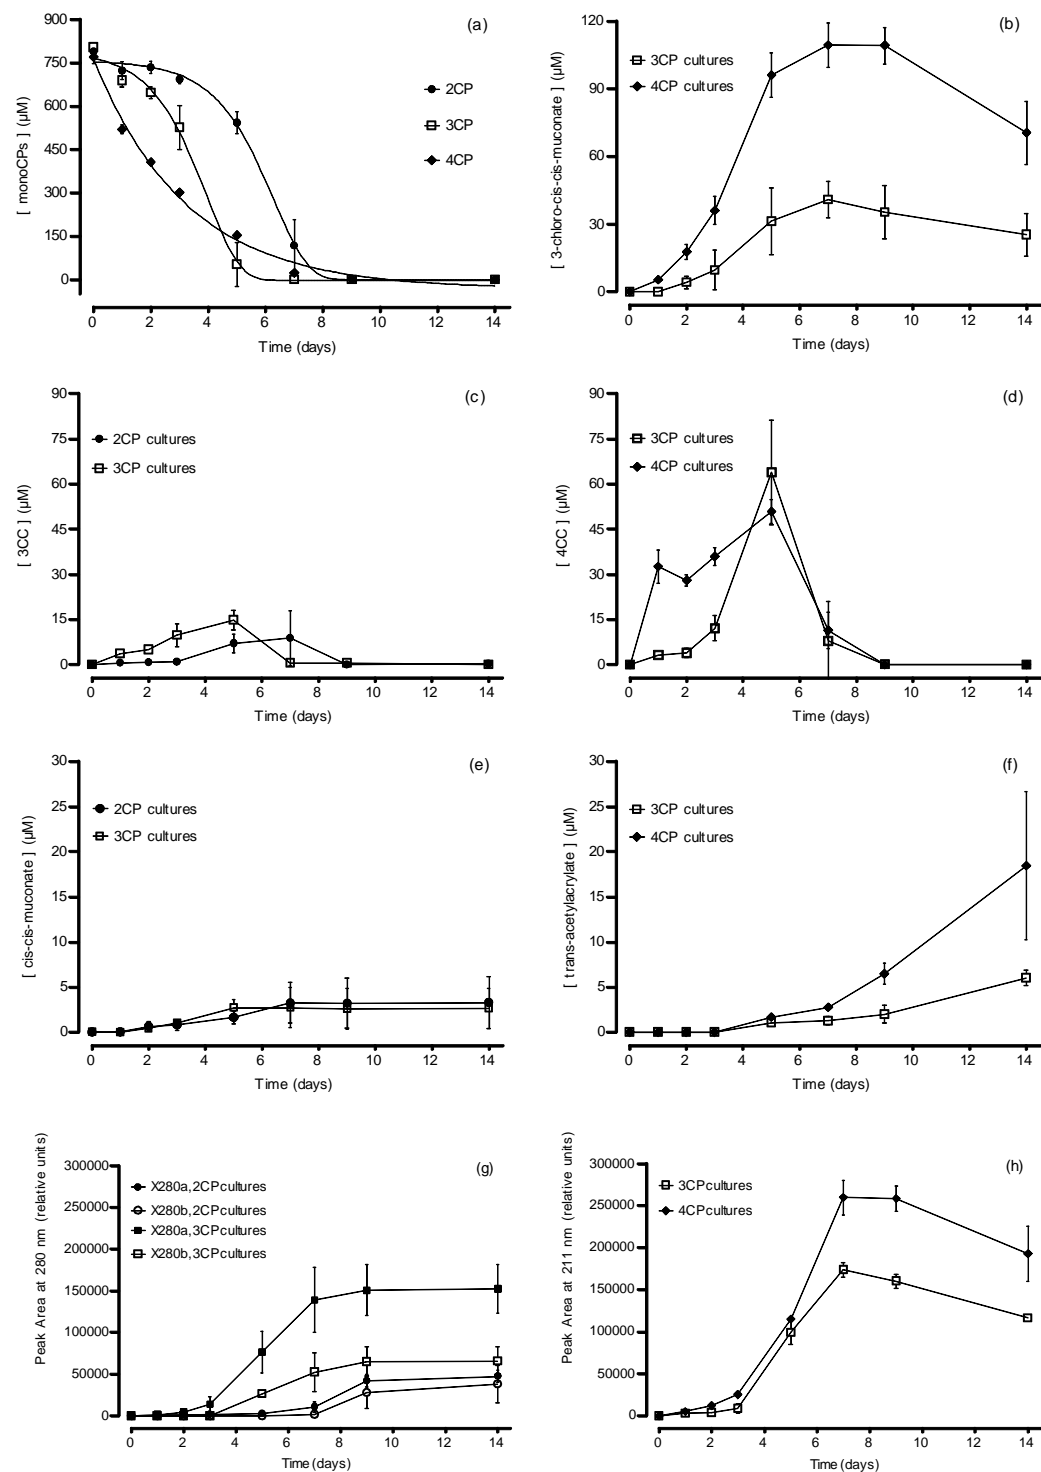 (a)
[ monoCPs ] (µM)
900
750
600
450
300
150
0
2CP
3CP
4CP
0 2 4 6 8 10 12 14
Time (days)
(b)
[ 3-chloro-cis-cis-muconate ] (µM)
120
90
60
30
0
3CP cultures
4CP cultures
0 2 4 6 8 10 12 14
Time (days)
(c)
[ 3CC ] (µM)
90
75
60
45
30
15
0
2CP cultures
3CP cultures
0 2 4 6 8 10 12 14
Time (days)
(d)
[ 4CC ] (µM)
90
75
60
45
30
15
0
3CP cultures
4CP cultures
0 2 4 6 8 10 12 14
Time (days)
(e)
[ cis-cis-muconate ] (µM)
30
25
20
15
10
5
0
2CP cultures
3CP cultures
0 2 4 6 8 10 12 14
Time (days)
(f)
[ trans-acetylacrylate ] (µM)
30
25
20
15
10
5
0
3CP cultures
4CP cultures
0 2 4 6 8 10 12 14
Time (days)
(g)
Peak Area at 280 nm (relative units)
300000
250000
200000
150000
100000
50000
0
X280a,2CPcultures
X280b,2CPcultures
X280a,3CPcultures
X280b,3CPcultures
0 2 4 6 8 10 12 14
Time (days)
(h)
Peak Area at 211 nm (relative units)
300000
250000
200000
150000
100000
50000
0
3CPcultures
4CPcultures
0 2 4 6 8 10 12 14
Time (days)